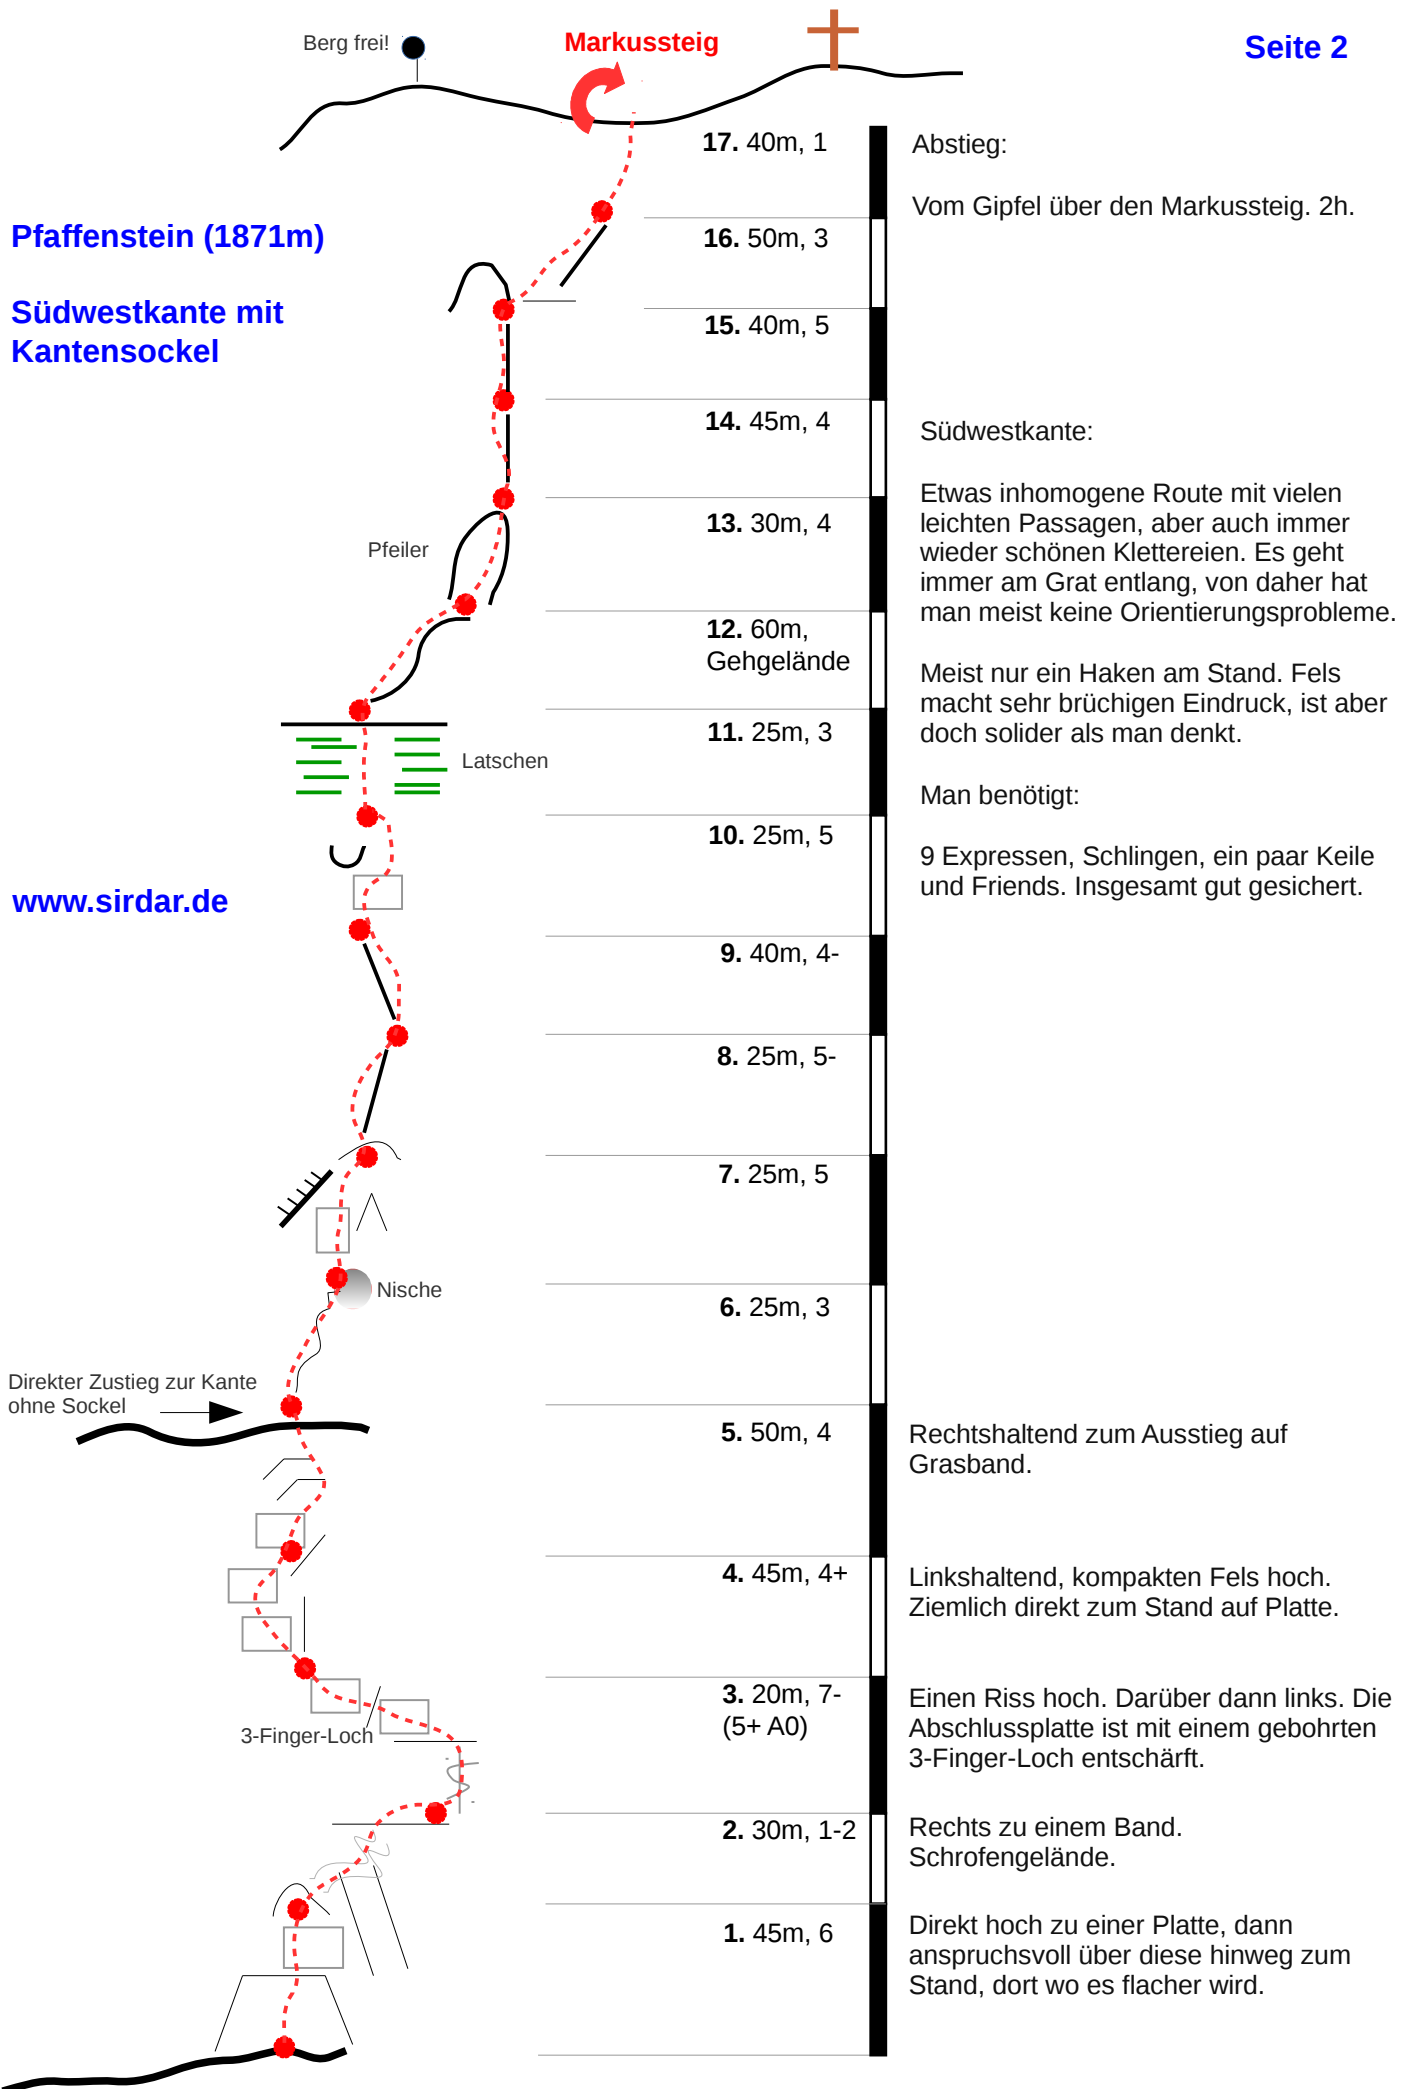 Berg frei!
Markussteig
Seite 2
17. 40m, 1
Abstieg:
Vom Gipfel über den Markussteig. 2h.
Pfaffenstein (1871m)
16. 50m, 3
Südwestkante mit
Kantensockel
15. 40m, 5
14. 45m, 4
Südwestkante:
Etwas inhomogene Route mit vielen
leichten Passagen, aber auch immer
wieder schönen Klettereien. Es geht
immer am Grat entlang, von daher hat
man meist keine Orientierungsprobleme.
13. 30m, 4
Pfeiler
12. 60m,
Gehgelände
Meist nur ein Haken am Stand. Fels
macht sehr brüchigen Eindruck, ist aber
doch solider als man denkt.
11. 25m, 3
Latschen
Man benötigt:
9 Expressen, Schlingen, ein paar Keile
und Friends. Insgesamt gut gesichert.
10. 25m, 5
www.sirdar.de
9. 40m, 4-
8. 25m, 5-
7. 25m, 5
Nische
6. 25m, 3
Direkter Zustieg zur Kante
ohne Sockel
5. 50m, 4
Rechtshaltend zum Ausstieg auf
Grasband.
4. 45m, 4+
Linkshaltend, kompakten Fels hoch.
Ziemlich direkt zum Stand auf Platte.
3. 20m, 7-
(5+ A0)
Einen Riss hoch. Darüber dann links. Die
Abschlussplatte ist mit einem gebohrten
3-Finger-Loch entschärft.
3-Finger-Loch
2. 30m, 1-2
Rechts zu einem Band.
Schrofengelände.
1. 45m, 6
Direkt hoch zu einer Platte, dann
anspruchsvoll über diese hinweg zum
Stand, dort wo es flacher wird.